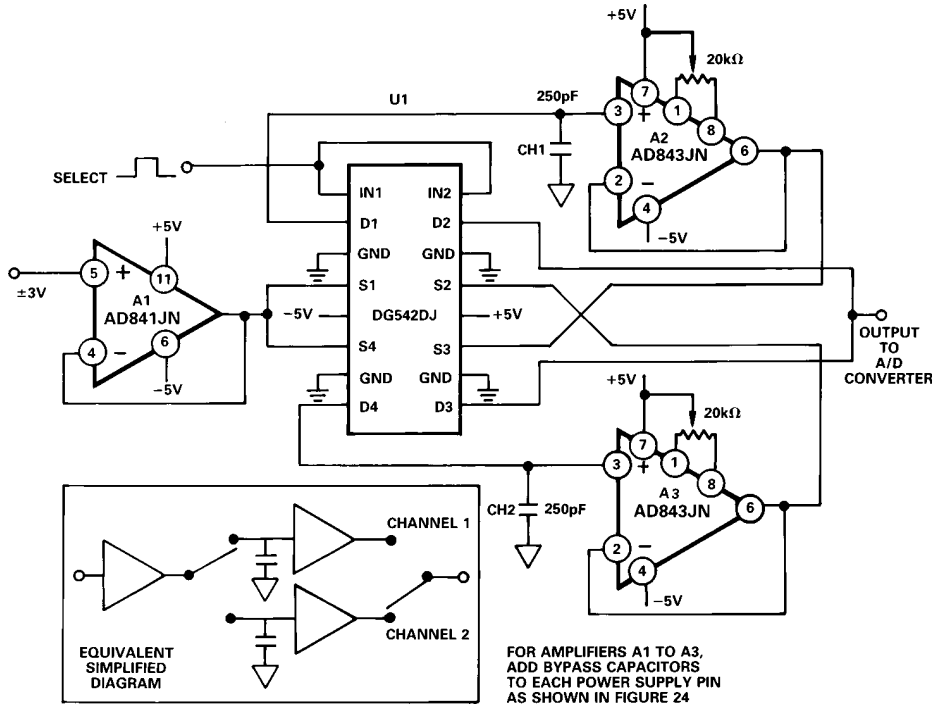 +5V
20kΩ
U1
250pF
3
7
1
8
6
+
A2
AD843JN
2
−
4
−5V
CH1
SELECT
IN1
IN2
D1
D2
GND
GND
S1
S2
−5V
DG542DJ
+5V
S4
S3
GND
GND
D4
D3
+5V
5
+
11
A1
AD841JN
±3V
4
−
6
−5V
OUTPUT
TO
A/D
CONVERTER
+5V
20kΩ
3
7
1
8
6
+
A3
AD843JN
2
−
4
−5V
CH2
250pF
CHANNEL 1
CHANNEL 2
EQUIVALENT
SIMPLIFIED
DIAGRAM
FOR AMPLIFIERS A1 TO A3,
ADD BYPASS CAPACITORS
TO EACH POWER SUPPLY PIN
AS SHOWN IN FIGURE 24